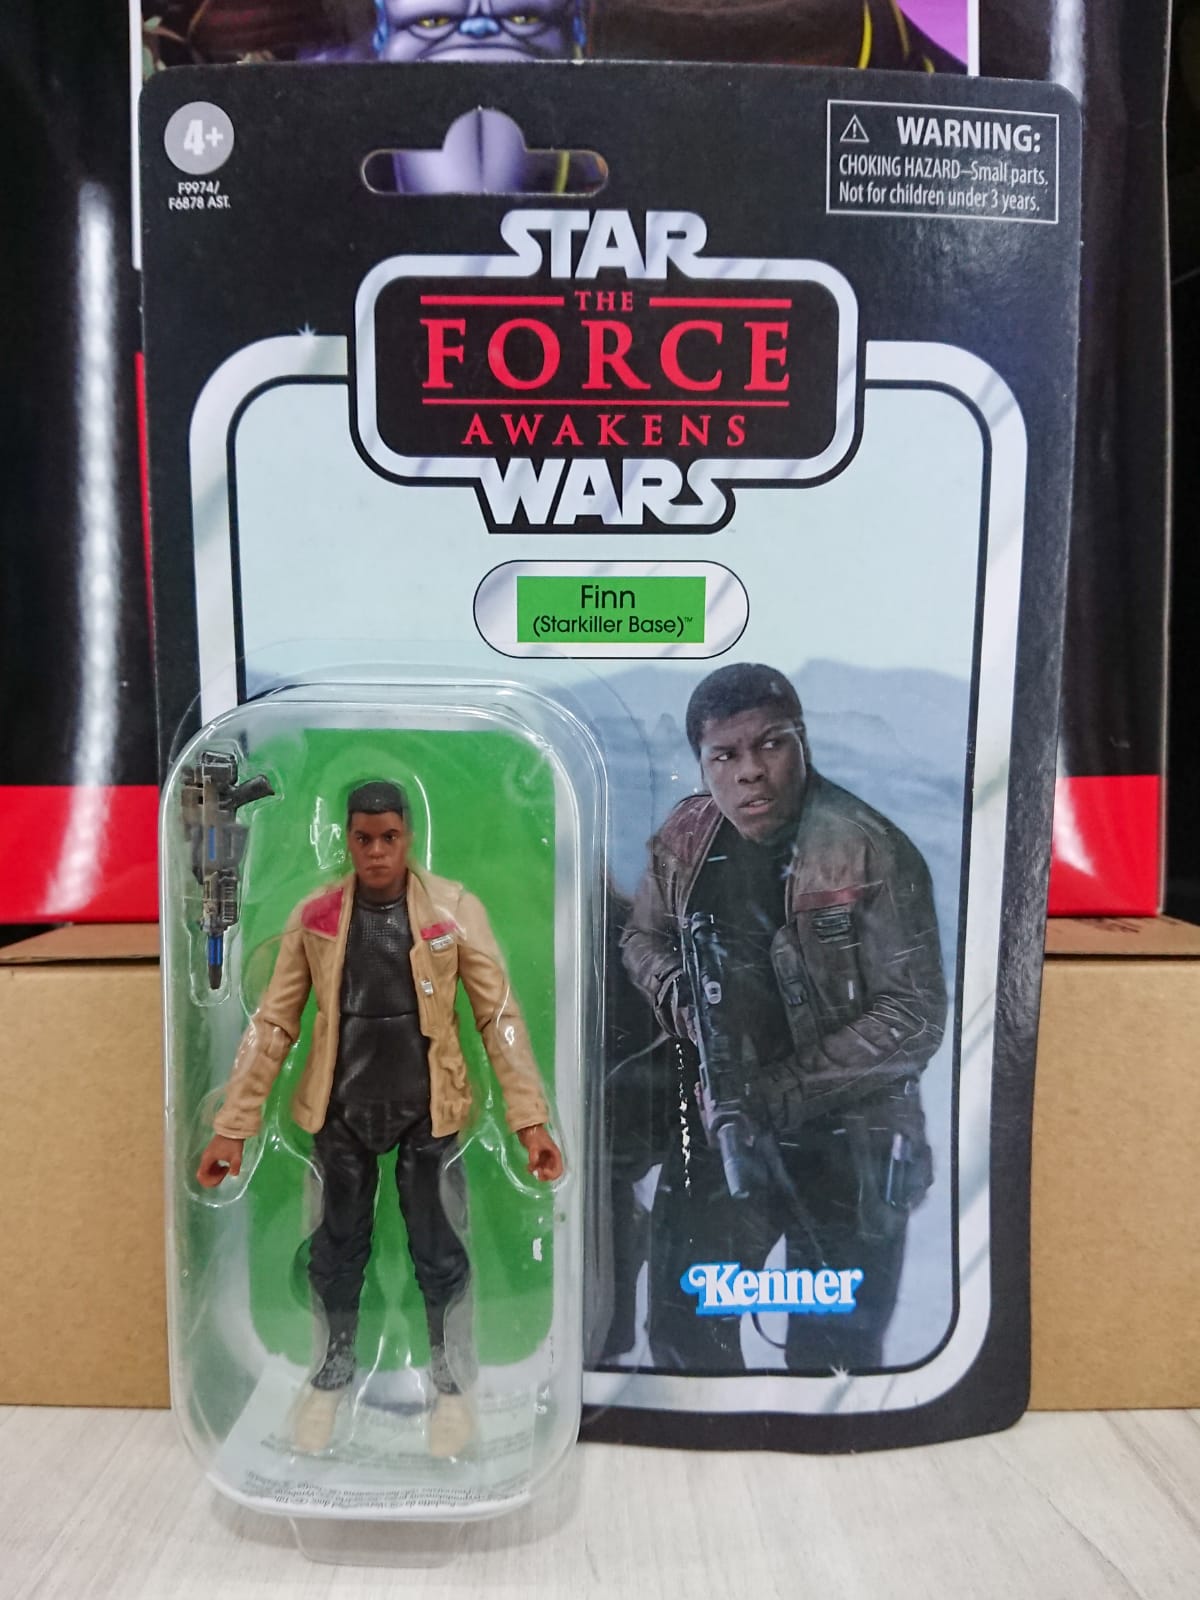 4+
F9974/
F6878 AST.
⚠ WARNING:
CHOKING HAZARD–Small parts.
Not for children under 3 years.
STAR
THE
FORCE
AWAKENS
WARS
Finn
(Starkiller Base)™
Kenner